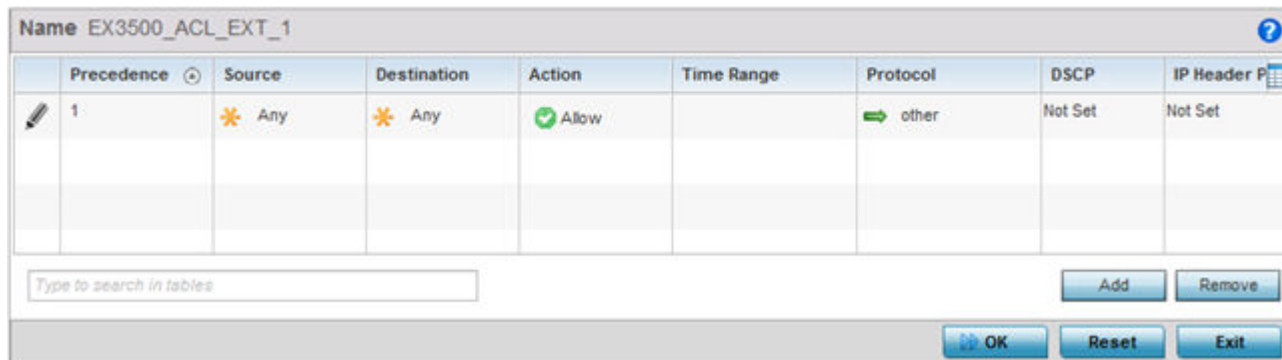 Name EX3500_ACL_EXT_1
Precedence Source Destination Action Time Range Protocol DSCP IP Header P
1 Any Any Allow other Not Set Not Set
Type to search in tables
Add Remove
OK Reset Exit